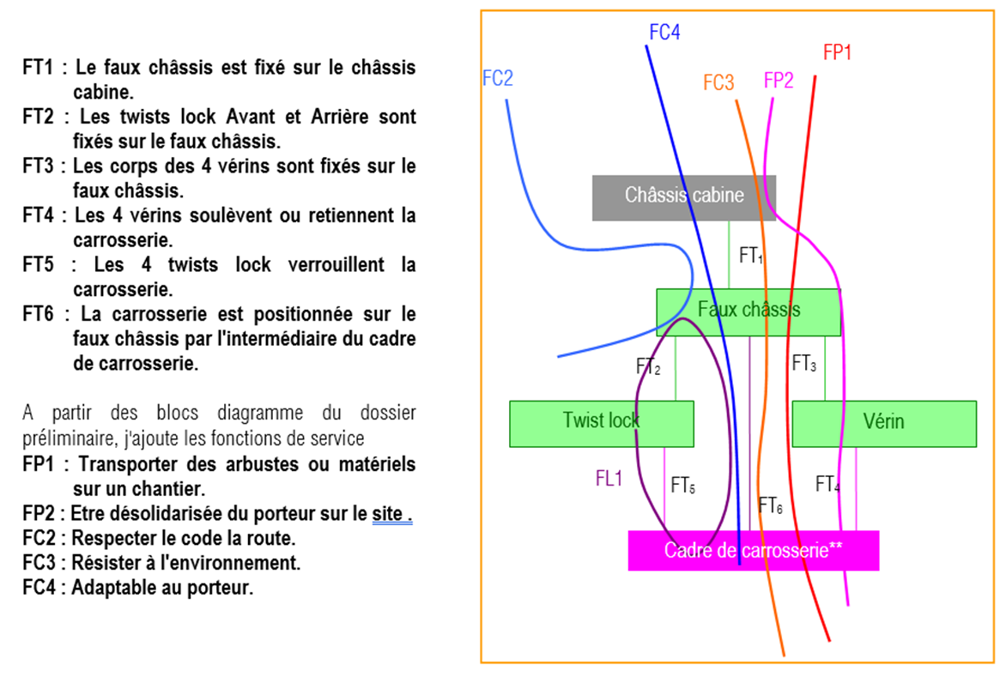 FT1 : Le faux châssis est fixé sur le châssis
cabine.
FT2 : Les twists lock Avant et Arrière sont
fixés sur le faux châssis.
FT3 : Les corps des 4 vérins sont fixés sur le
faux châssis.
FT4 : Les 4 vérins soulèvent ou retiennent la
carrosserie.
FT5 : Les 4 twists lock verrouillent la
carrosserie.
FT6 : La carrosserie est positionnée sur le
faux châssis par l'intermédiaire du cadre
de carrosserie.
A partir des blocs diagramme du dossier
préliminaire, j'ajoute les fonctions de service
FP1 : Transporter des arbustes ou matériels
sur un chantier.
FP2 : Etre désolidarisée du porteur sur le site .
FC2 : Respecter le code la route.
FC3 : Résister à l'environnement.
FC4 : Adaptable au porteur.
FC4
FP1
FC2
FC3
FP2
Châssis cabine
FT1
Faux châssis
FT2
FT3
Twist lock
Vérin
FL1
FT5
FT4
FT6
Cadre de carrosserie**